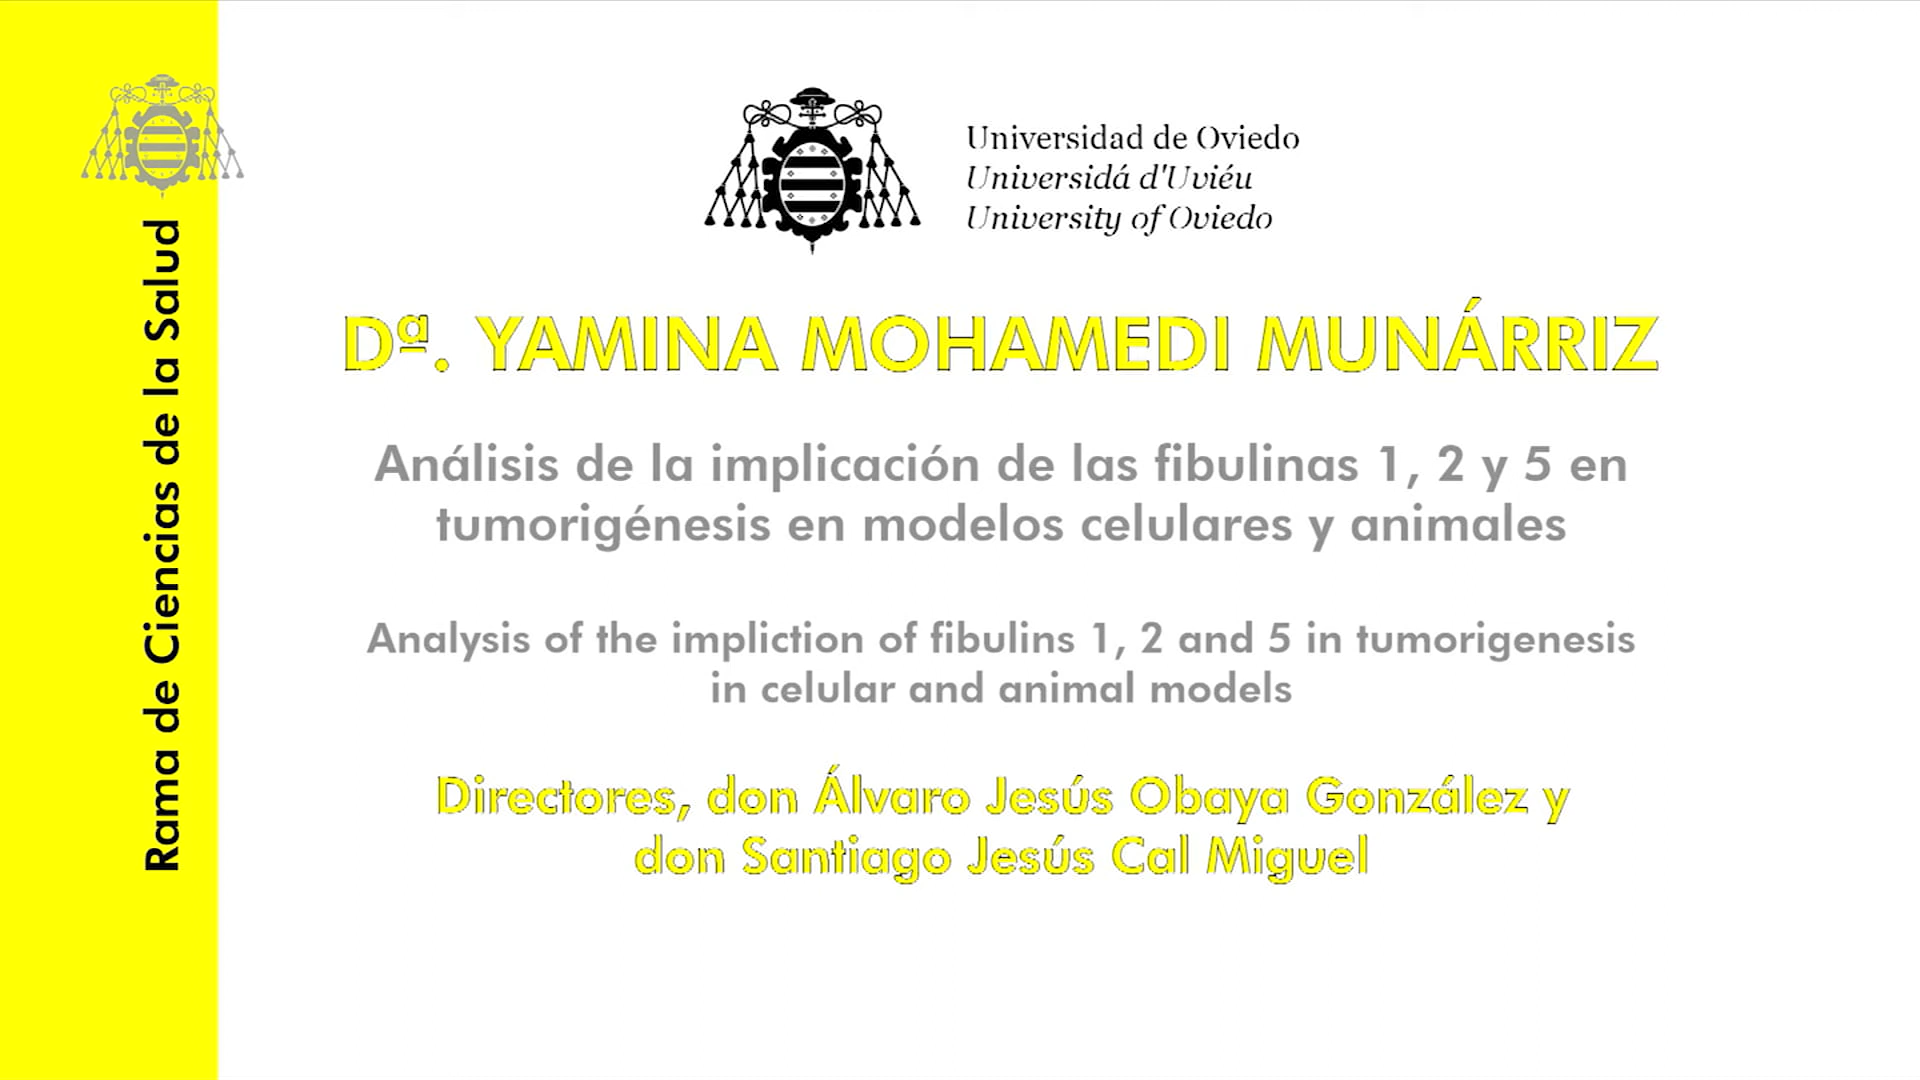 Rama de Ciencias de la Salud
Universidad de Oviedo
Universidá d'Uviéu
University of Oviedo
Dª. YAMINA MOHAMEDI MUNÁRRIZ
Análisis de la implicación de las fibulinas 1, 2 y 5 en
tumorigénesis en modelos celulares y animales
Analysis of the impliction of fibulins 1, 2 and 5 in tumorigenesis
in celular and animal models
Directores, don Álvaro Jesús Obaya González y
don Santiago Jesús Cal Miguel